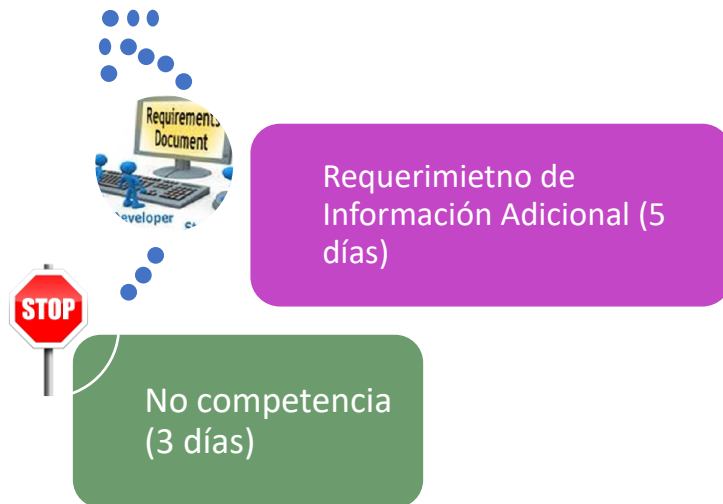 Requirements
Document
Developer
Requerimietno de
Información Adicional (5
días)
STOP
No competencia
(3 días)